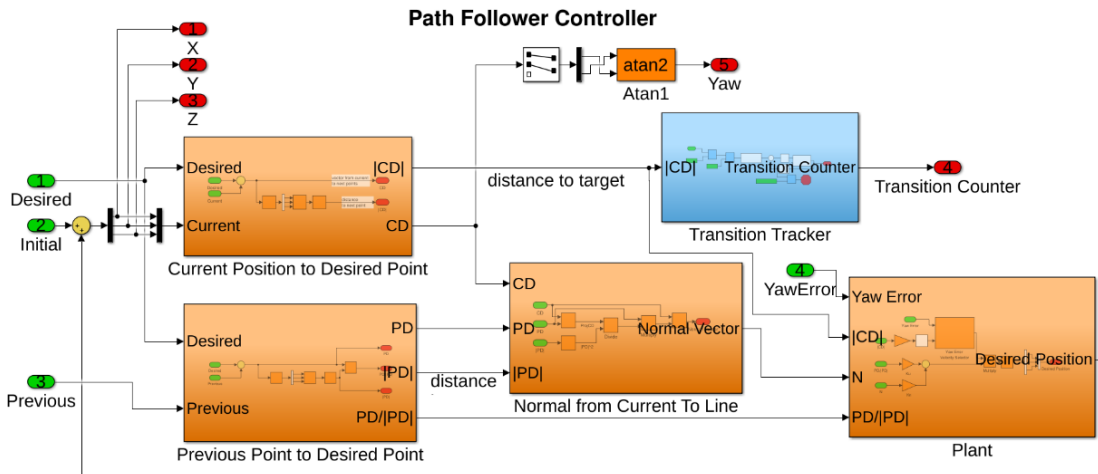 Path Follower Controller
1
X
2
Y
3
Z
atan2
Atan1
5
Yaw
1
Desired
2
Initial
3
Previous
Desired
Current
|CD|
CD
Current Position to Desired Point
distance to target
|CD|
Transition Counter
Transition Tracker
4
Transition Counter
Desired
Previous
PD
|PD|
PD/|PD|
Previous Point to Desired Point
distance
CD
PD
|PD|
Normal Vector
Normal from Current To Line
4
YawError
Yaw Error
|CD|
N
PD/|PD|
Desired Position
Plant